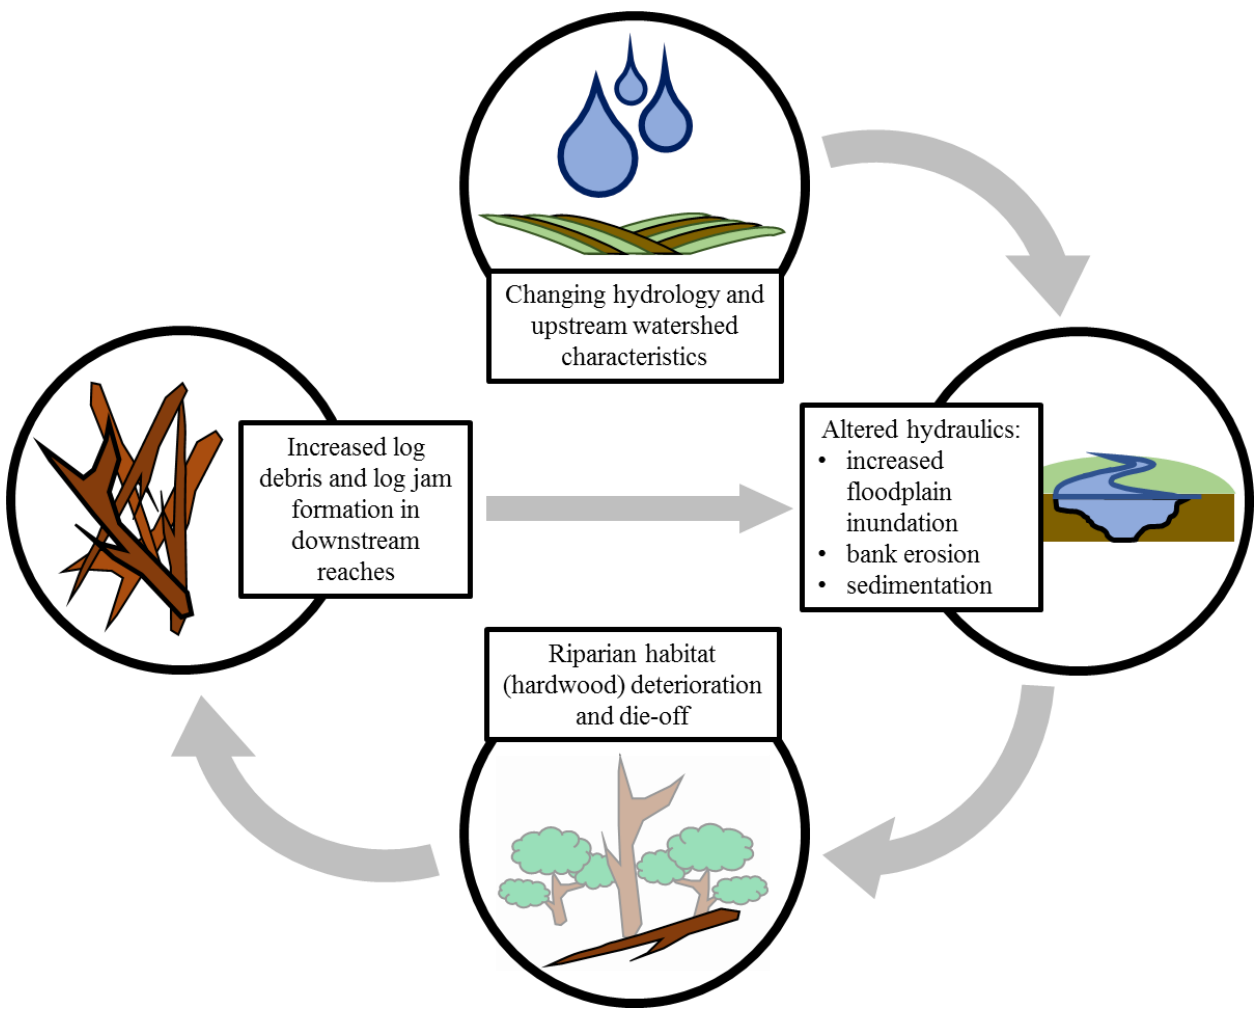 Changing hydrology and
upstream watershed
characteristics
Increased log
debris and log jam
formation in
downstream
reaches
Altered hydraulics:
• increased
floodplain
inundation
• bank erosion
• sedimentation
Riparian habitat
(hardwood) deterioration
and die-off